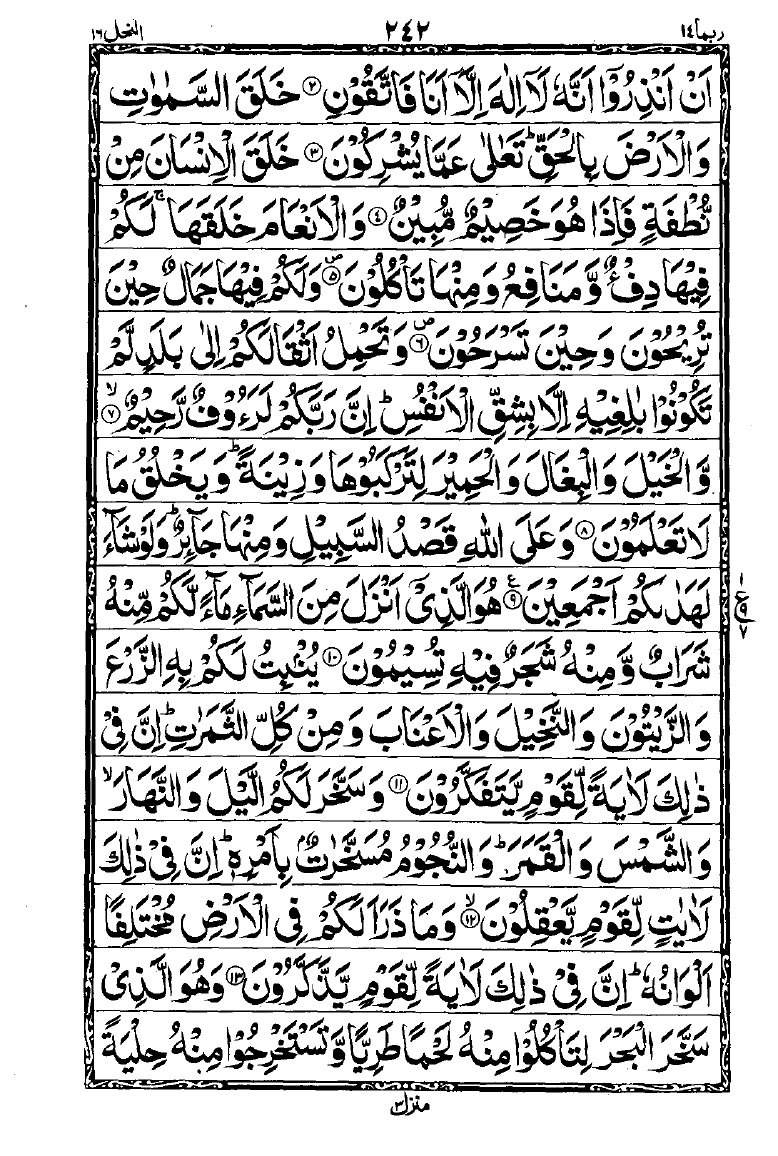 ربما ١٤ ٢٤٢ النحل ١٦
اَنْ اَنْذِرُوْۤا اَنَّهٗ لَاۤ اِلٰهَ اِلَّاۤ اَنَا فَاتَّقُوْنِ ۝٢ خَلَقَ السَّمٰوٰتِ
وَالْاَرْضَ بِالْحَقِّ ؕ تَعٰلٰى عَمَّا يُشْرِكُوْنَ ۝٣ خَلَقَ الْاِنْسَانَ مِنْ
نُّطْفَةٍ فَاِذَا هُوَ خَصِيْمٌ مُّبِيْنٌ ۝٤ وَالْاَنْعَامَ خَلَقَهَا ۚ لَكُمْ
فِيْهَا دِفْءٌ وَّمَنَافِعُ وَمِنْهَا تَاْكُلُوْنَ ۝٥ وَلَكُمْ فِيْهَا جَمَالٌ حِيْنَ
تُرِيْحُوْنَ وَحِيْنَ تَسْرَحُوْنَ ۝٦ وَتَحْمِلُ اَثْقَالَكُمْ اِلٰى بَلَدٍ لَّمْ
تَكُوْنُوْا بٰلِغِيْهِ اِلَّا بِشِقِّ الْاَنْفُسِ ؕ اِنَّ رَبَّكُمْ لَرَءُوْفٌ رَّحِيْمٌ ۝٧ۙ
وَّالْخَيْلَ وَالْبِغَالَ وَالْحَمِيْرَ لِتَرْكَبُوْهَا وَزِيْنَةً ؕ وَيَخْلُقُ مَا
لَا تَعْلَمُوْنَ ۝٨ وَعَلَى اللّٰهِ قَصْدُ السَّبِيْلِ وَمِنْهَا جَآىِٕرٌ ؕ وَلَوْ شَآءَ
لَهَدٰىكُمْ اَجْمَعِيْنَ ۝٩ ع هُوَ الَّذِيْۤ اَنْزَلَ مِنَ السَّمَآءِ مَآءً لَّكُمْ مِّنْهُ
١ ع ٩ ٧
شَرَابٌ وَّمِنْهُ شَجَرٌ فِيْهِ تُسِيْمُوْنَ ۝١٠ يُنْۢبِتُ لَكُمْ بِهِ الزَّرْعَ
وَالزَّيْتُوْنَ وَالنَّخِيْلَ وَالْاَعْنَابَ وَمِنْ كُلِّ الثَّمَرٰتِ ؕ اِنَّ فِيْ
ذٰلِكَ لَاٰيَةً لِّقَوْمٍ يَّتَفَكَّرُوْنَ ۝١١ وَسَخَّرَ لَكُمُ الَّيْلَ وَالنَّهَارَ ۙ
وَالشَّمْسَ وَالْقَمَرَ ؕ وَالنُّجُوْمُ مُسَخَّرٰتٌۢ بِاَمْرِهٖ ؕ اِنَّ فِيْ ذٰلِكَ
لَاٰيٰتٍ لِّقَوْمٍ يَّعْقِلُوْنَ ۝١٢ۙ وَمَا ذَرَاَ لَكُمْ فِى الْاَرْضِ مُخْتَلِفًا
اَلْوَانُهٗ ؕ اِنَّ فِيْ ذٰلِكَ لَاٰيَةً لِّقَوْمٍ يَّذَّكَّرُوْنَ ۝١٣ وَهُوَ الَّذِيْ
سَخَّرَ الْبَحْرَ لِتَاْكُلُوْا مِنْهُ لَحْمًا طَرِيًّا وَّتَسْتَخْرِجُوْا مِنْهُ حِلْيَةً
منزل ٣